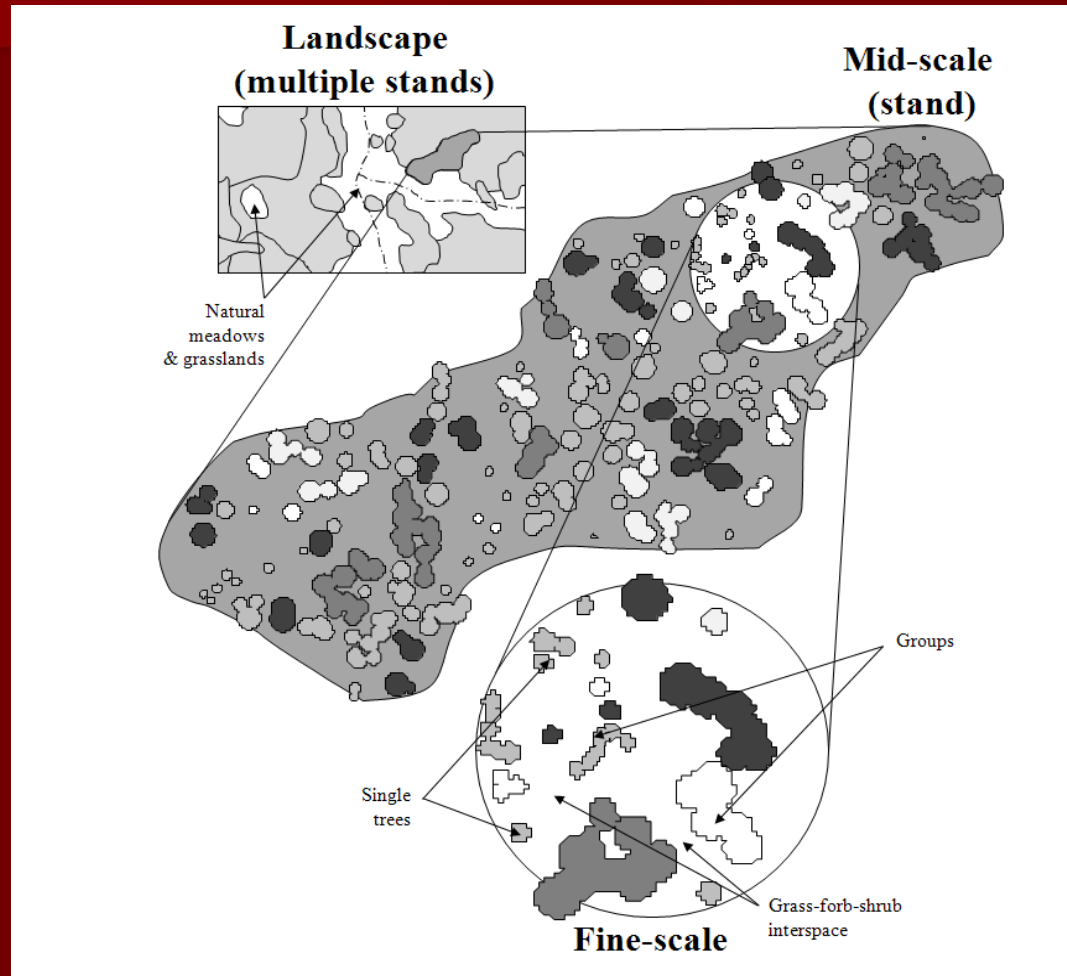 Landscape
(multiple stands)
Mid-scale
(stand)
Natural
meadows
& grasslands
Groups
Single
trees
Grass-forb-shrub
interspace
Fine-scale